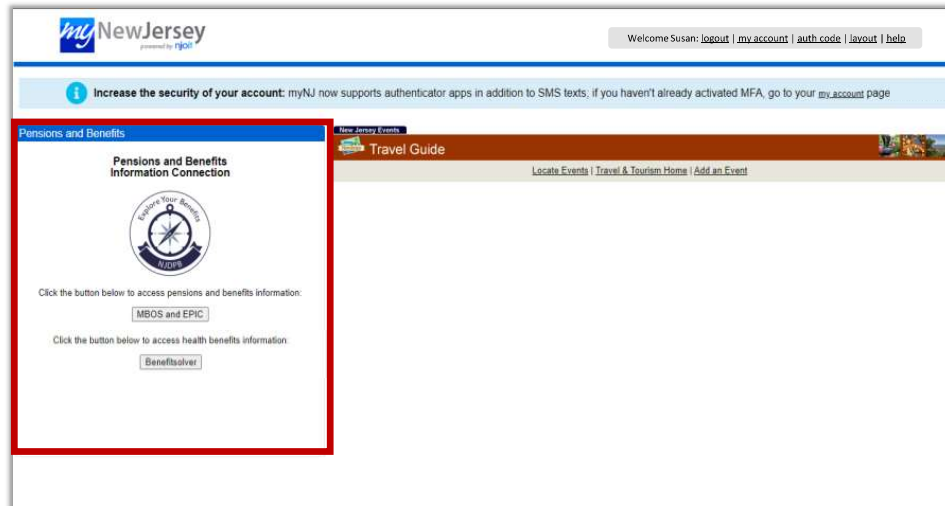 my NewJersey
powered by njoit
Welcome Susan: logout | my account | auth code | layout | help
Increase the security of your account: myNJ now supports authenticator apps in addition to SMS texts; if you haven't already activated MFA, go to your my account page
Pensions and Benefits
Pensions and Benefits
Information Connection
Explore Your Benefits
NJDPB
Click the button below to access pensions and benefits information:
MBOS and EPIC
Click the button below to access health benefits information:
Benefitsolver
New Jersey Events
Travel Guide
Locate Events | Travel & Tourism Home | Add an Event